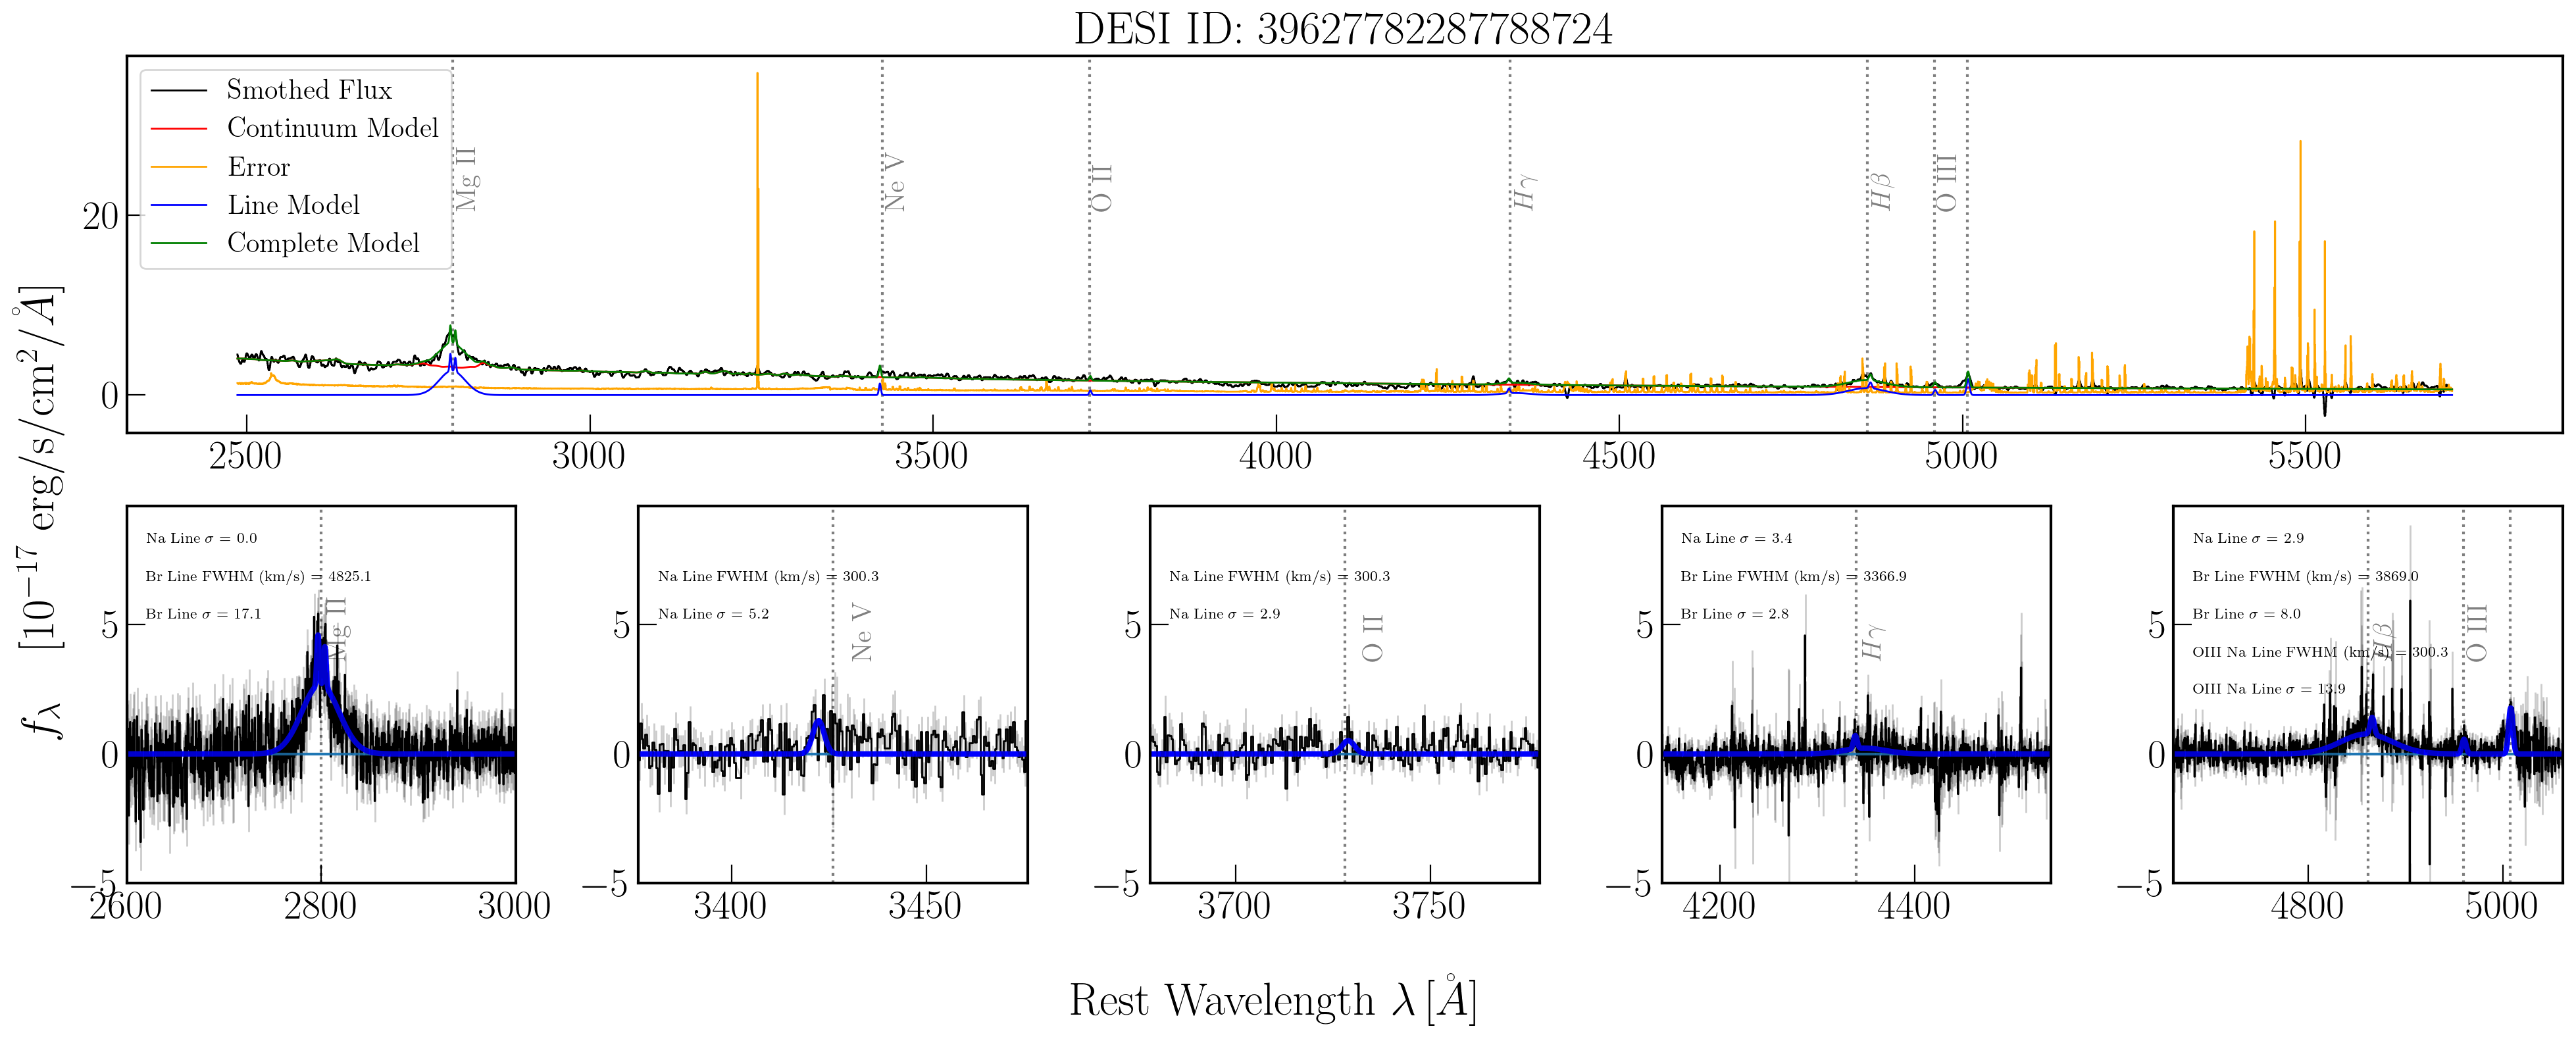 DESI ID: 39627782287788724
Smothed Flux
Continuum Model
Error
Line Model
Complete Model
Mg II
Ne V
O II
Hγ
Hβ
O III
20
0
2500 3000 3500 4000 4500 5000 5500
f_λ [10^{-17} erg/s/cm^2/Å]
Na Line σ = 0.0
Br Line FWHM (km/s) = 4825.1
Br Line σ = 17.1
Mg II
5
0
−5
2600 2800 3000
Na Line FWHM (km/s) = 300.3
Na Line σ = 5.2
Ne V
5
0
−5
3400 3450
Na Line FWHM (km/s) = 300.3
Na Line σ = 2.9
O II
5
0
−5
3700 3750
Na Line σ = 3.4
Br Line FWHM (km/s) = 3366.9
Br Line σ = 2.8
Hγ
5
0
−5
4200 4400
Na Line σ = 2.9
Br Line FWHM (km/s) = 3869.0
Br Line σ = 8.0
OIII Na Line FWHM (km/s) = 300.3
OIII Na Line σ = 13.9
Hβ
O III
5
0
−5
4800 5000
Rest Wavelength λ [Å]